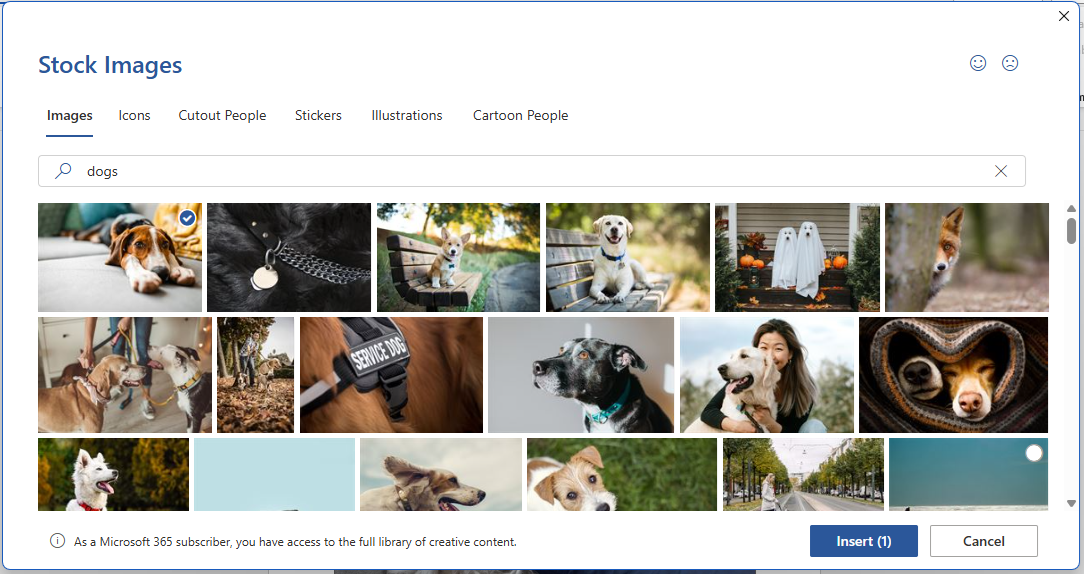 Stock Images
Images Icons Cutout People Stickers Illustrations Cartoon People
dogs
SERVICE DOG
As a Microsoft 365 subscriber, you have access to the full library of creative content.
Insert (1) Cancel